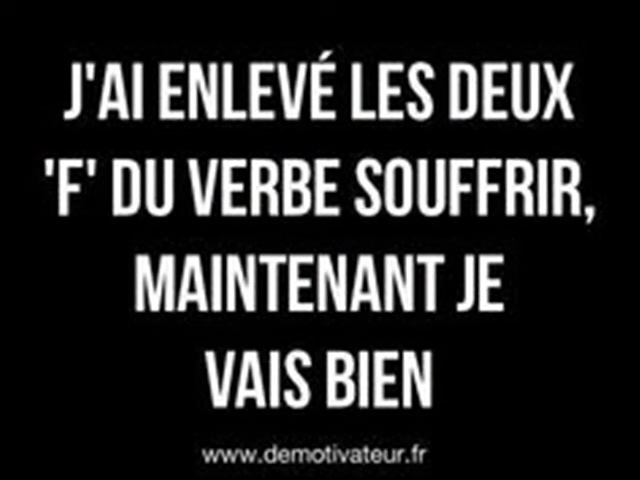 J'AI ENLEVÉ LES DEUX
'F' DU VERBE SOUFFRIR,
MAINTENANT JE
VAIS BIEN
www.demotivateur.fr